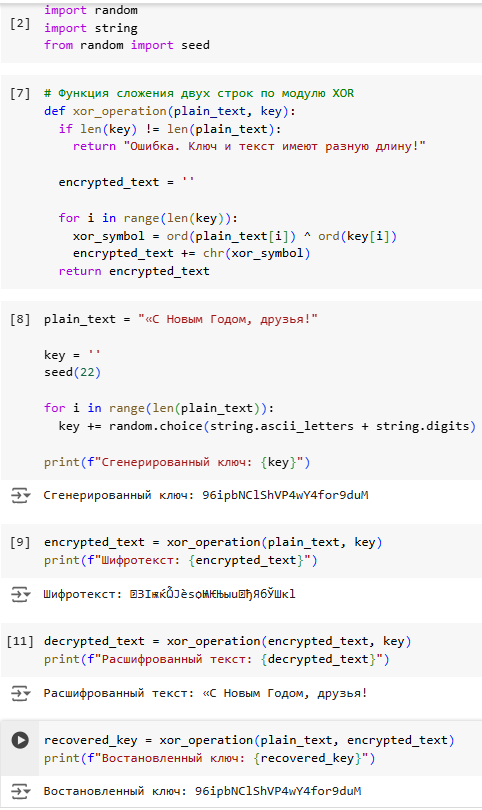 [2]
import random
import string
from random import seed
[7]
# Функция сложения двух строк по модулю XOR
def xor_operation(plain_text, key):
if len(key) != len(plain_text):
return "Ошибка. Ключ и текст имеют разную длину!"
encrypted_text = ''
for i in range(len(key)):
xor_symbol = ord(plain_text[i]) ^ ord(key[i])
encrypted_text += chr(xor_symbol)
return encrypted_text
[8]
plain_text = "«С Новым Годом, друзья!"
key = ''
seed(22)
for i in range(len(plain_text)):
key += random.choice(string.ascii_letters + string.digits)
print(f"Сгенерированный ключ: {key}")
Сгенерированный ключ: 96ipbNClShVP4wY4for9duM
[9]
encrypted_text = xor_operation(plain_text, key)
print(f"Шифротекст: {encrypted_text}")
Шифротекст:
[11]
decrypted_text = xor_operation(encrypted_text, key)
print(f"Расшифрованный текст: {decrypted_text}")
Расшифрованный текст: «С Новым Годом, друзья!
recovered_key = xor_operation(plain_text, encrypted_text)
print(f"Востановленный ключ: {recovered_key}")
Востановленный ключ: 96ipbNClShVP4wY4for9duM